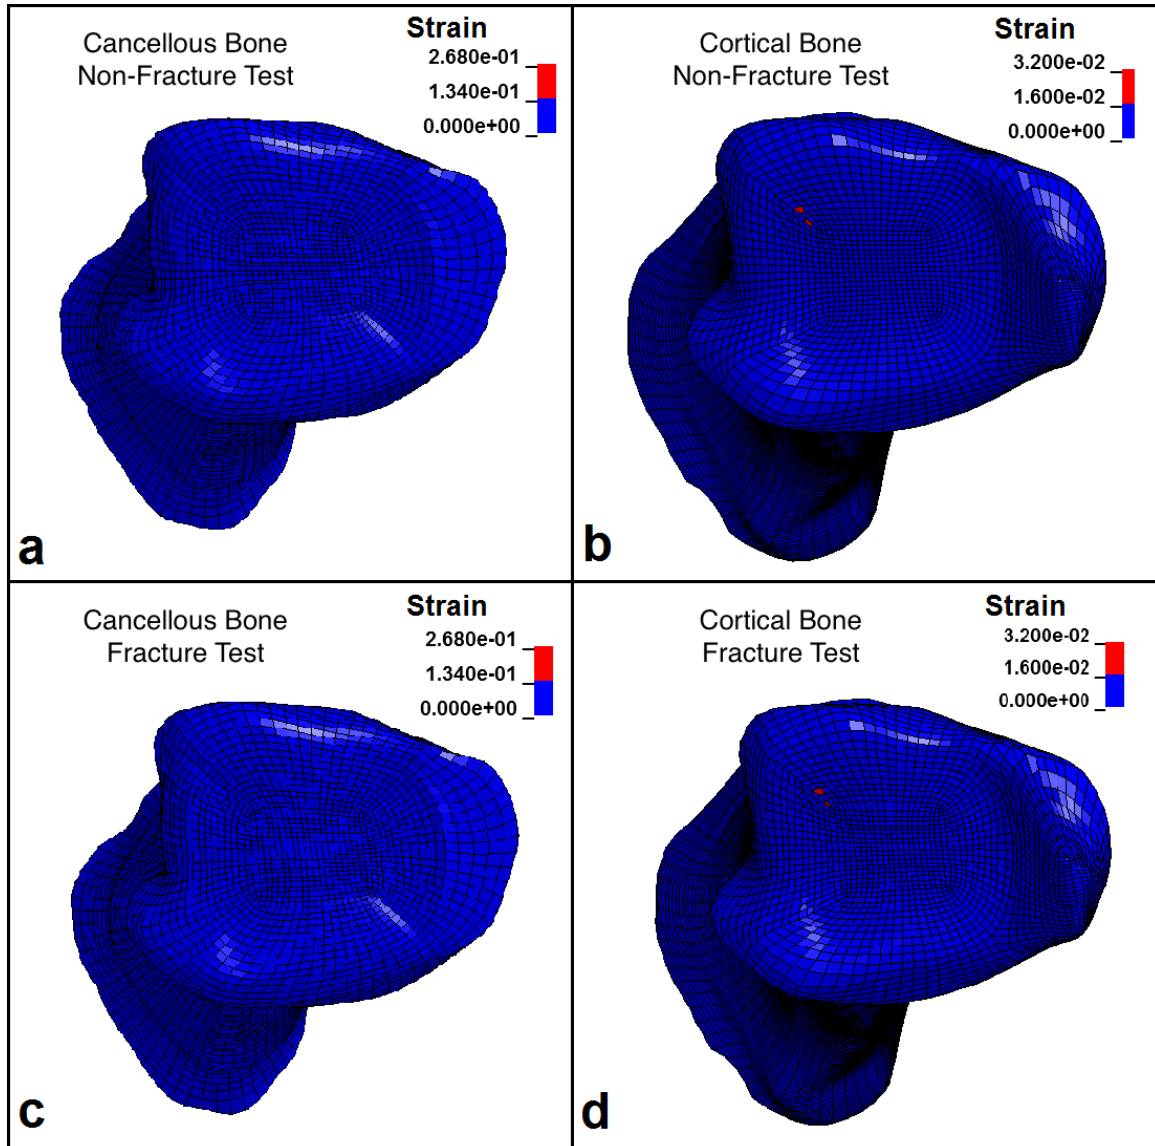 Cancellous Bone
Non-Fracture Test
Strain
2.680e-01
1.340e-01
0.000e+00
a
Cortical Bone
Non-Fracture Test
Strain
3.200e-02
1.600e-02
0.000e+00
b
Cancellous Bone
Fracture Test
Strain
2.680e-01
1.340e-01
0.000e+00
c
Cortical Bone
Fracture Test
Strain
3.200e-02
1.600e-02
0.000e+00
d